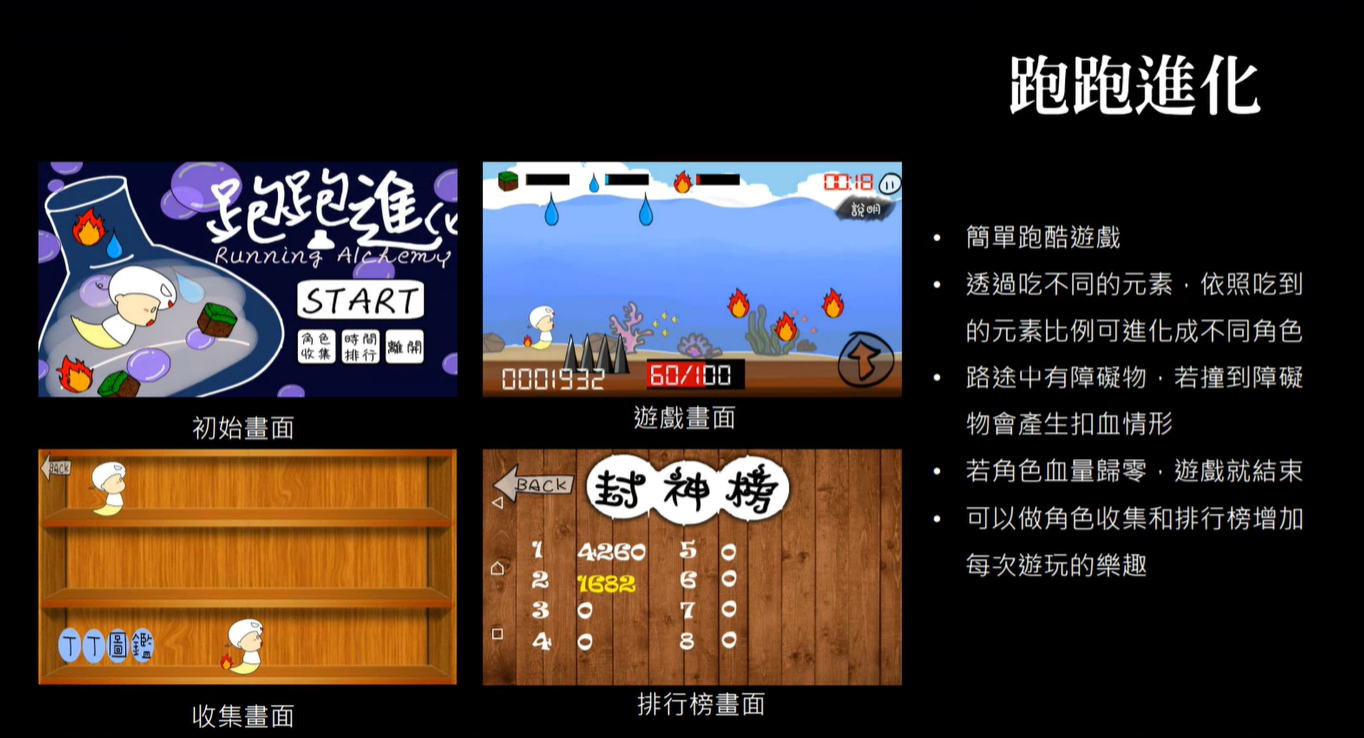 跑跑進化
跑跑進化
Running Alchemy
START
角色
收集
時間
排行
離開
初始畫面
00:18
說明
0001932
60/100
遊戲畫面
BACK
丁丁圖鑑
收集畫面
BACK
封神榜
1 4260 5 0
2 1682 6 0
3 0 7 0
4 0 8 0
排行榜畫面
• 簡單跑酷遊戲
• 透過吃不同的元素，依照吃到
的元素比例可進化成不同角色
• 路途中有障礙物，若撞到障礙
物會產生扣血情形
• 若角色血量歸零，遊戲就結束
• 可以做角色收集和排行榜增加
每次遊玩的樂趣